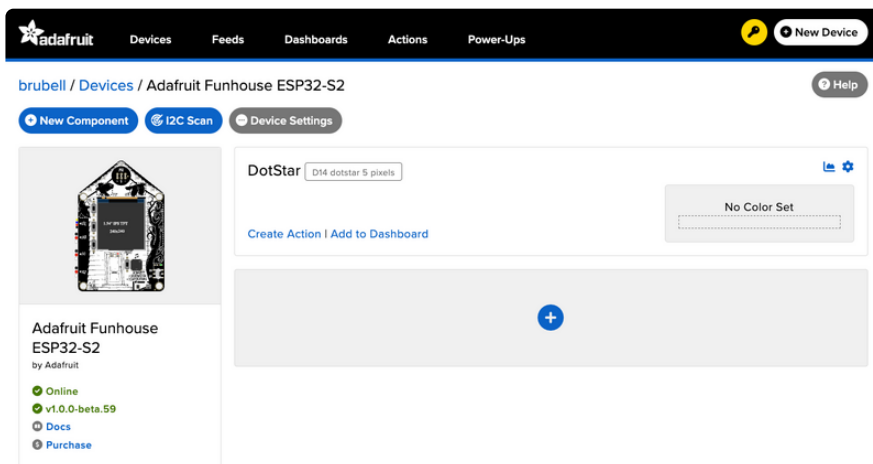 adafruit Devices Feeds Dashboards Actions Power-Ups New Device
brubell / Devices / Adafruit Funhouse ESP32-S2 Help
New Component I2C Scan Device Settings
DotStar D14 dotstar 5 pixels
No Color Set
Create Action | Add to Dashboard
Adafruit Funhouse
ESP32-S2
by Adafruit
Online
v1.0.0-beta.59
Docs
Purchase